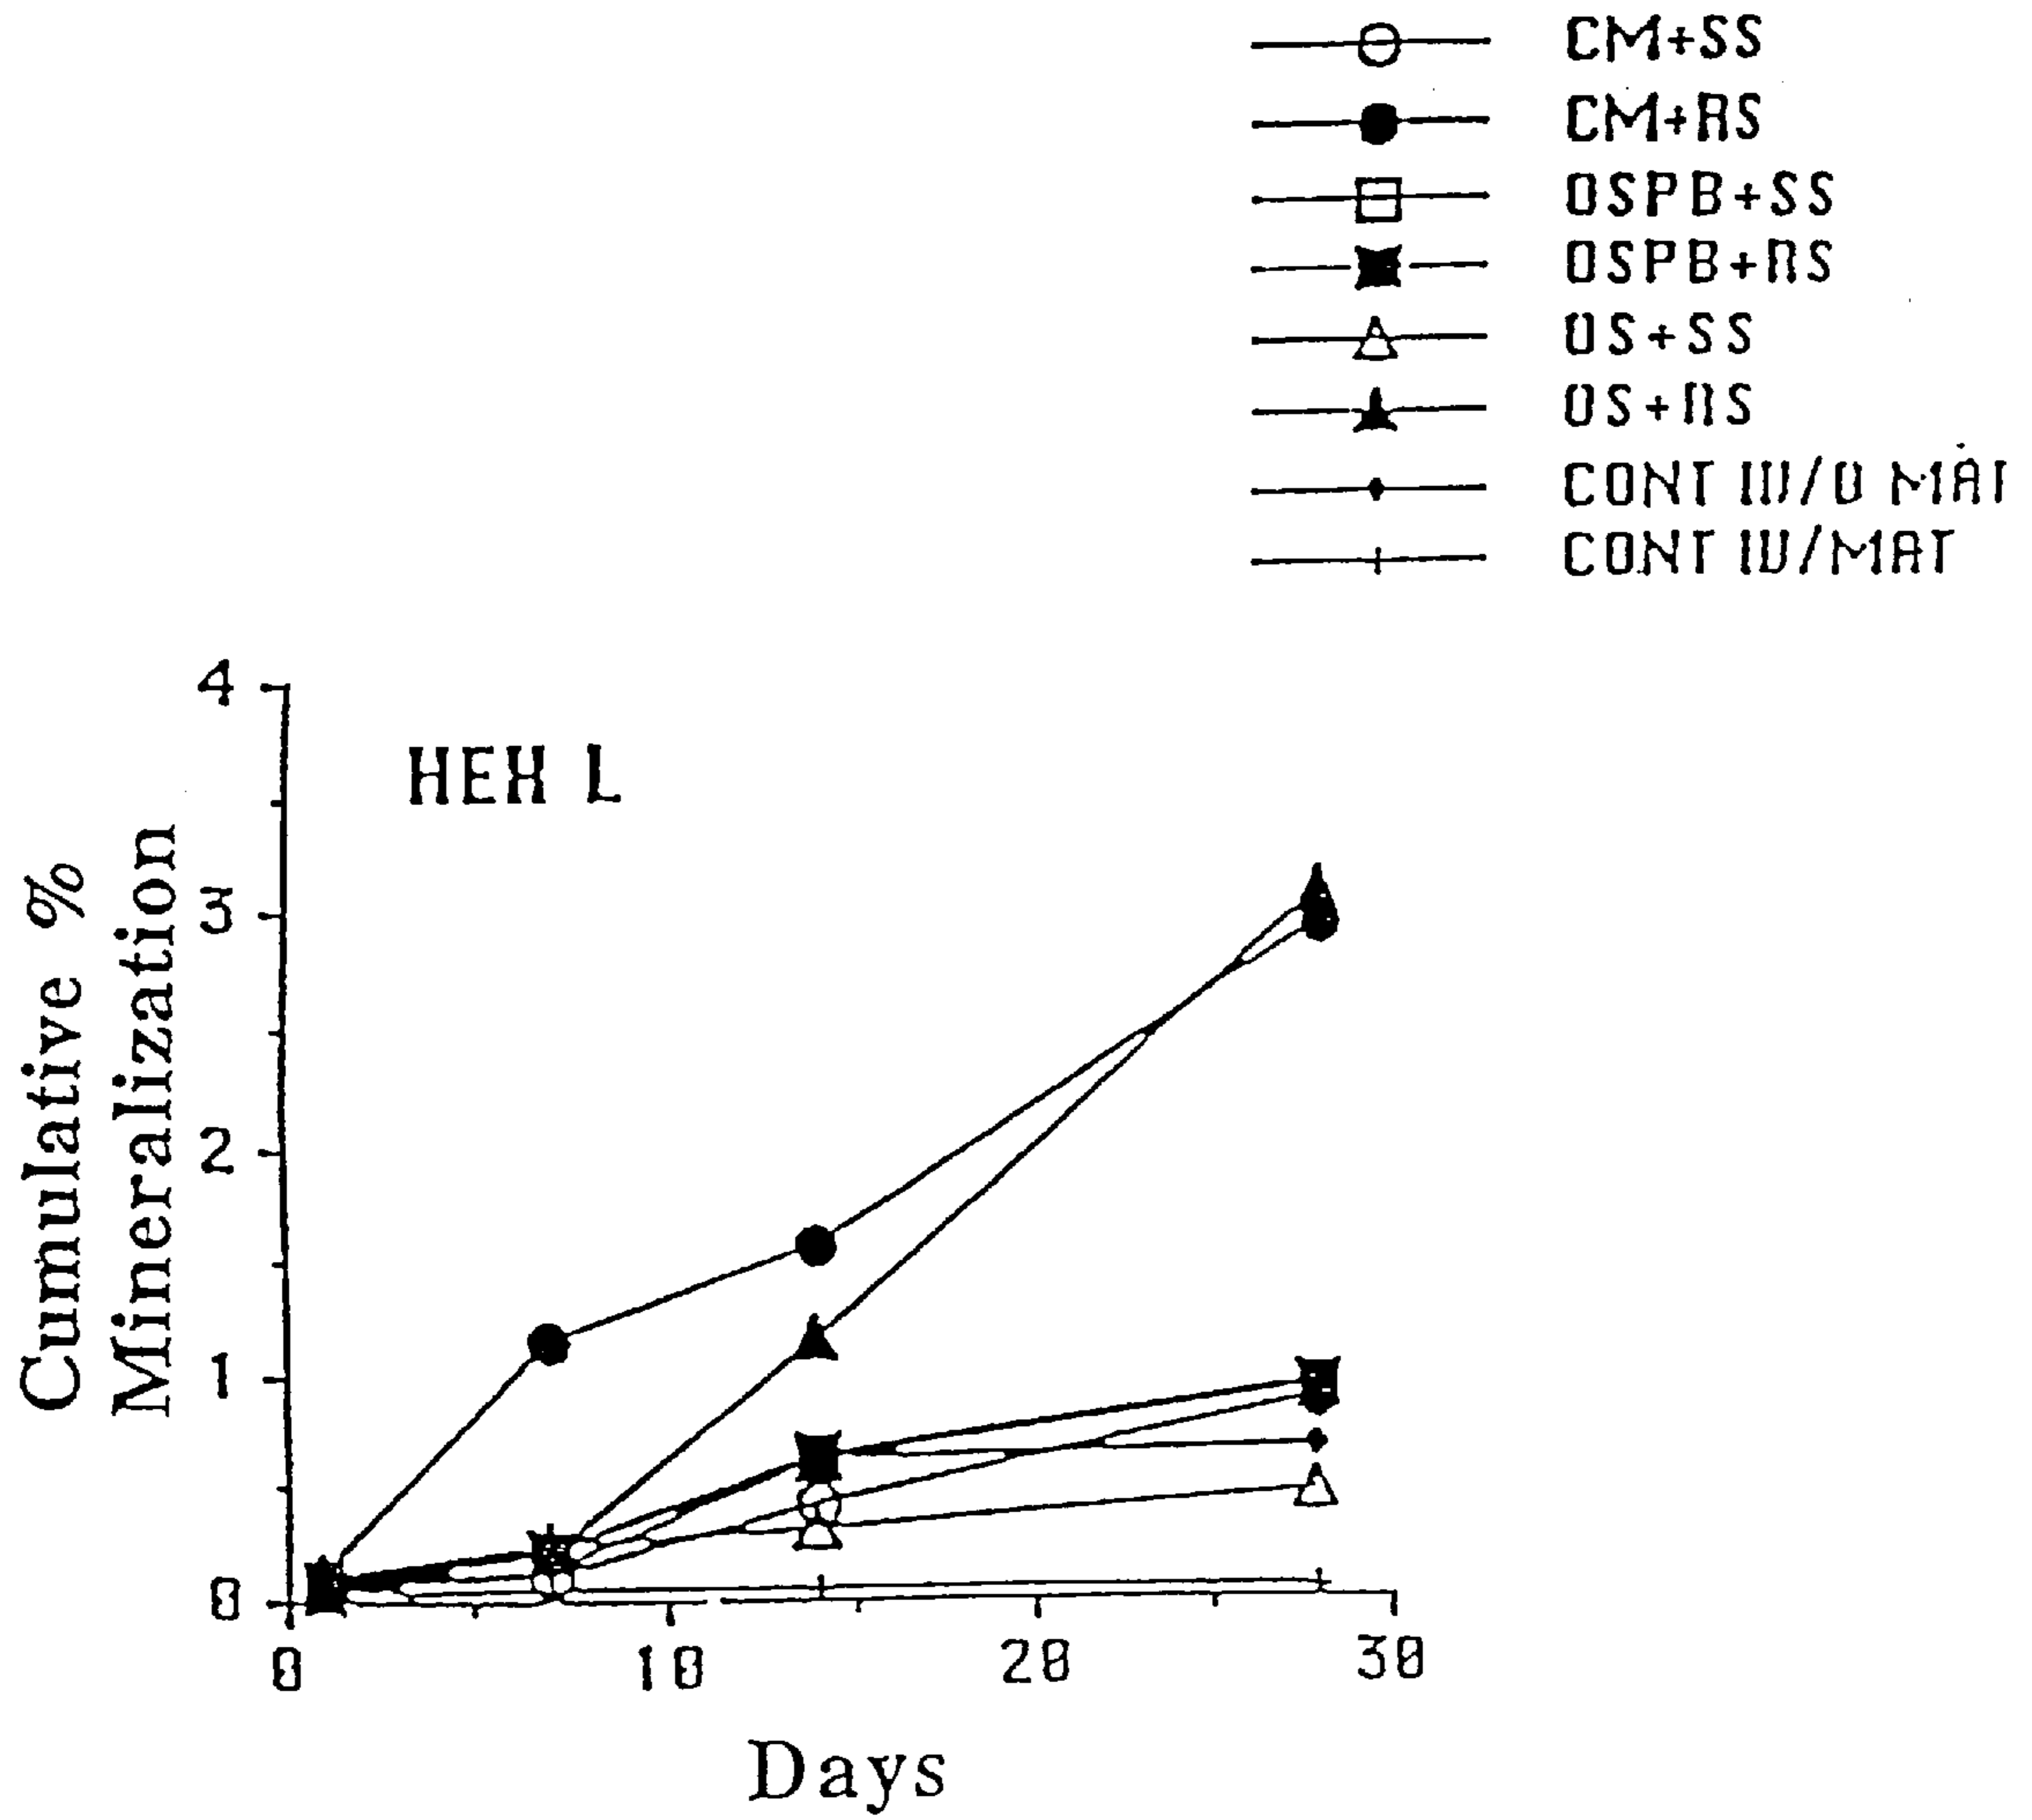 CM+SS
CM+RS
OSPB+SS
OSPB+RS
OS+SS
OS+RS
CONT W/O MAT
CONT W/MAT
4
HEX L
3
2
1
0
0 10 20 30
Cumulative %
Mineralization
Days